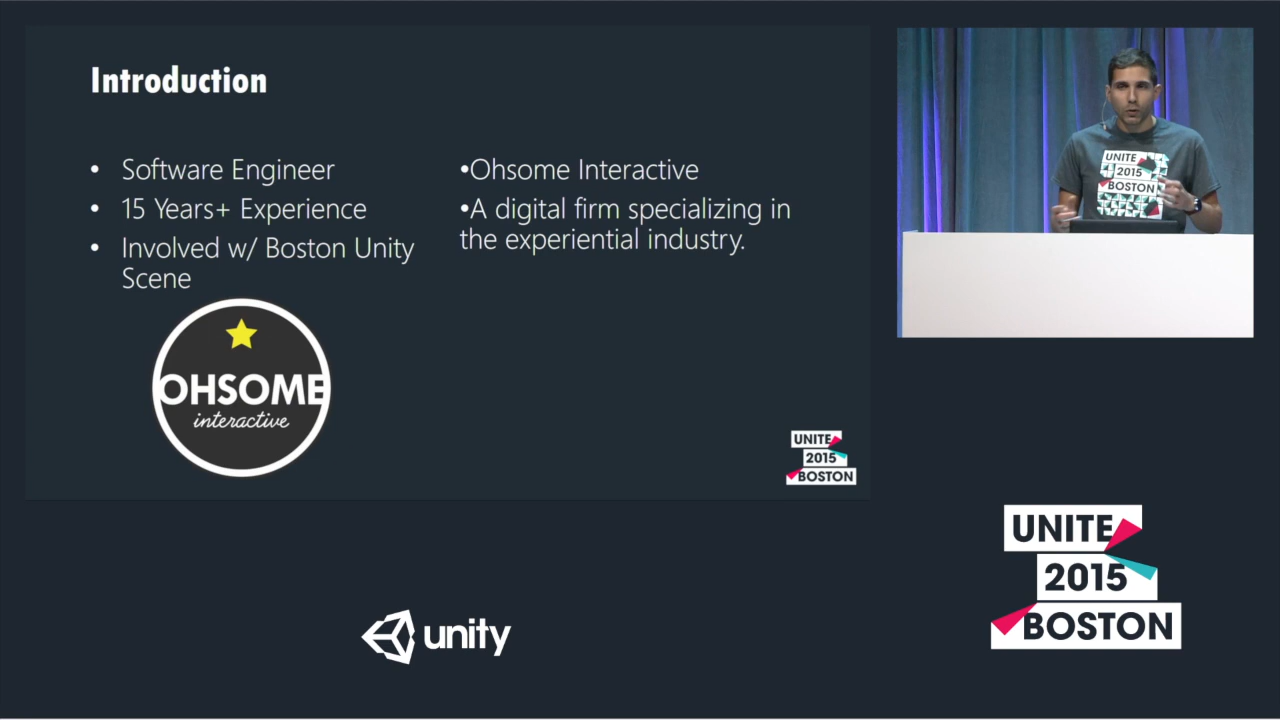 Introduction
• Software Engineer
• 15 Years+ Experience
• Involved w/ Boston Unity
Scene
•Ohsome Interactive
•A digital firm specializing in
the experiential industry.
OHSOME
interactive
UNITE
2015
BOSTON
UNITE
2015
BOSTON
UNITE
2015
BOSTON
unity